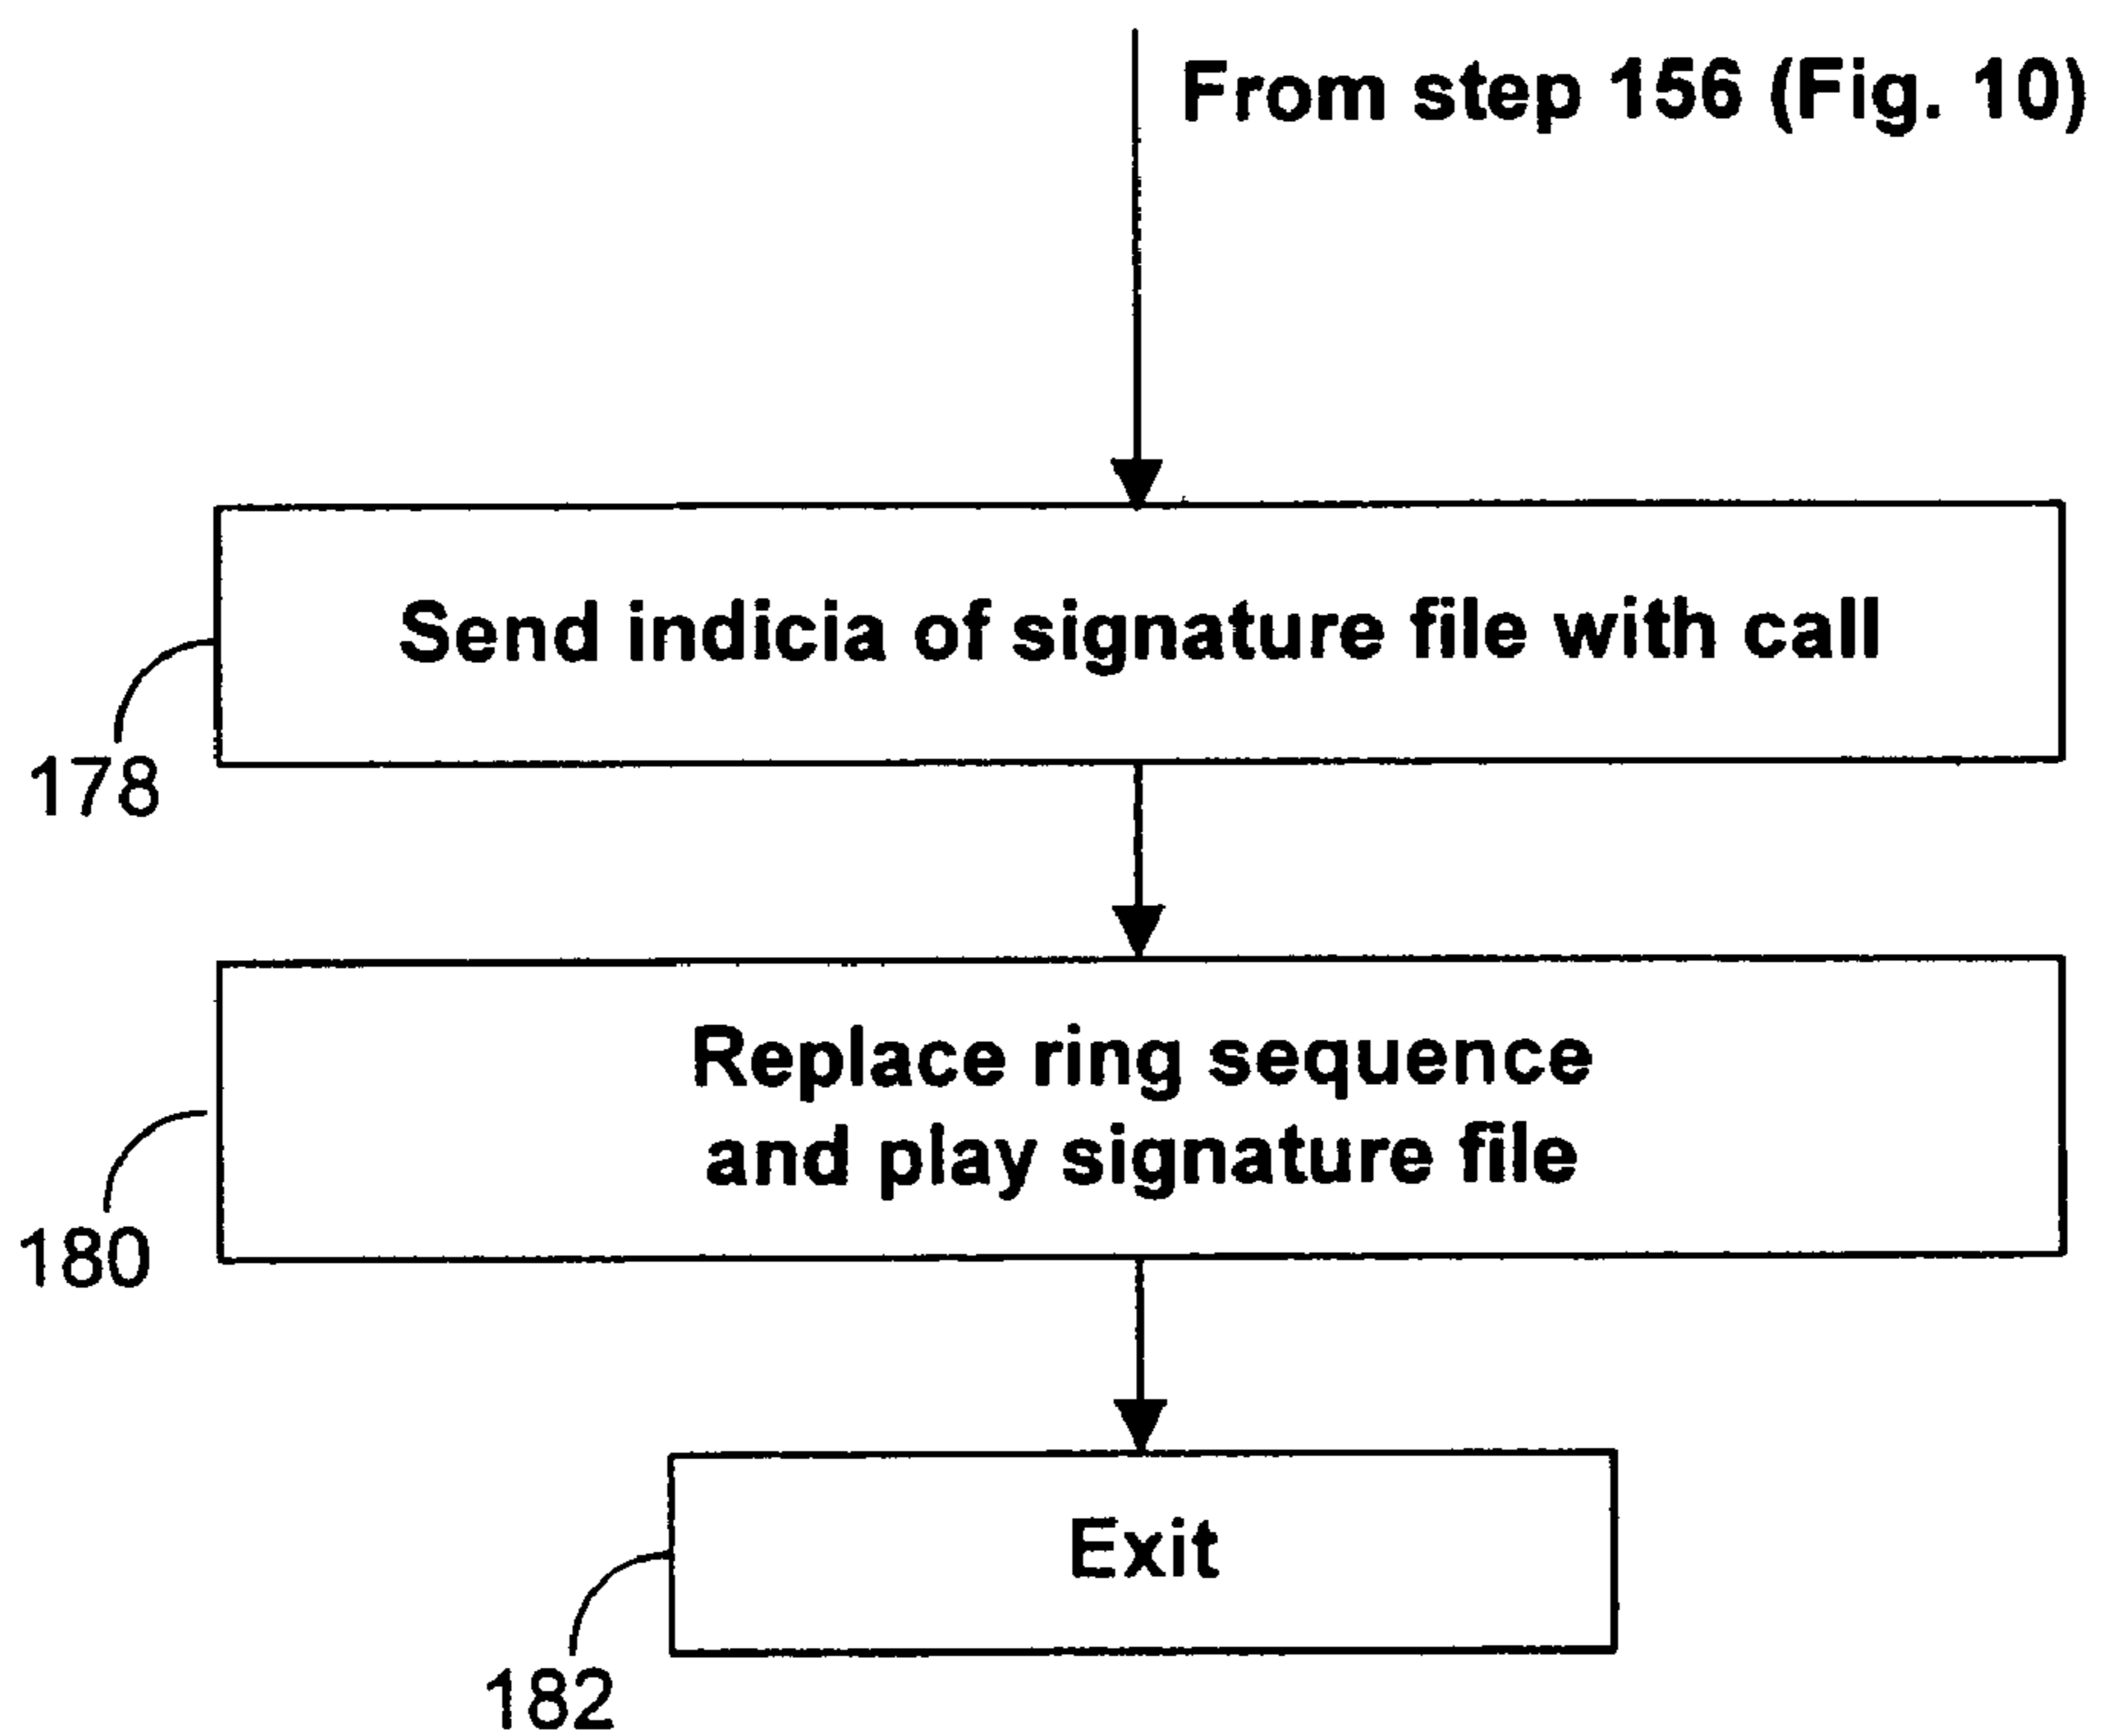 From step 156 (Fig. 10)
Send indicia of signature file with call
178
Replace ring sequence
and play signature file
180
Exit
182